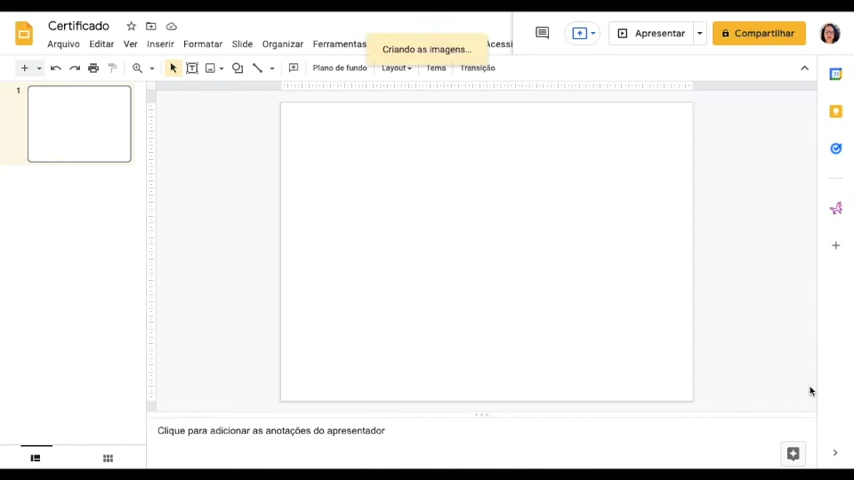 Certificado
Arquivo Editar Ver Inserir Formatar Slide Organizar Ferramentas Acessi
Criando as imagens...
Apresentar
Compartilhar
Plano de fundo Layout Tema Transição
1
Clique para adicionar as anotações do apresentador